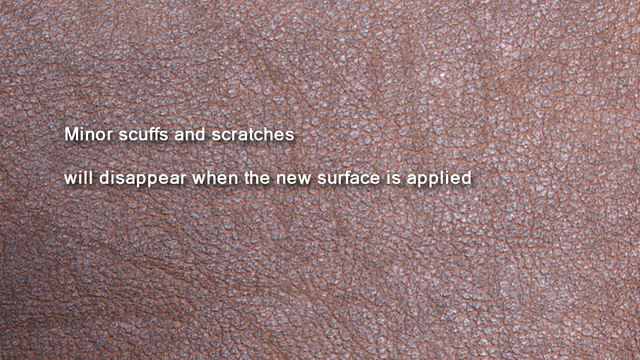 Minor scuffs and scratches
will disappear when the new surface is applied